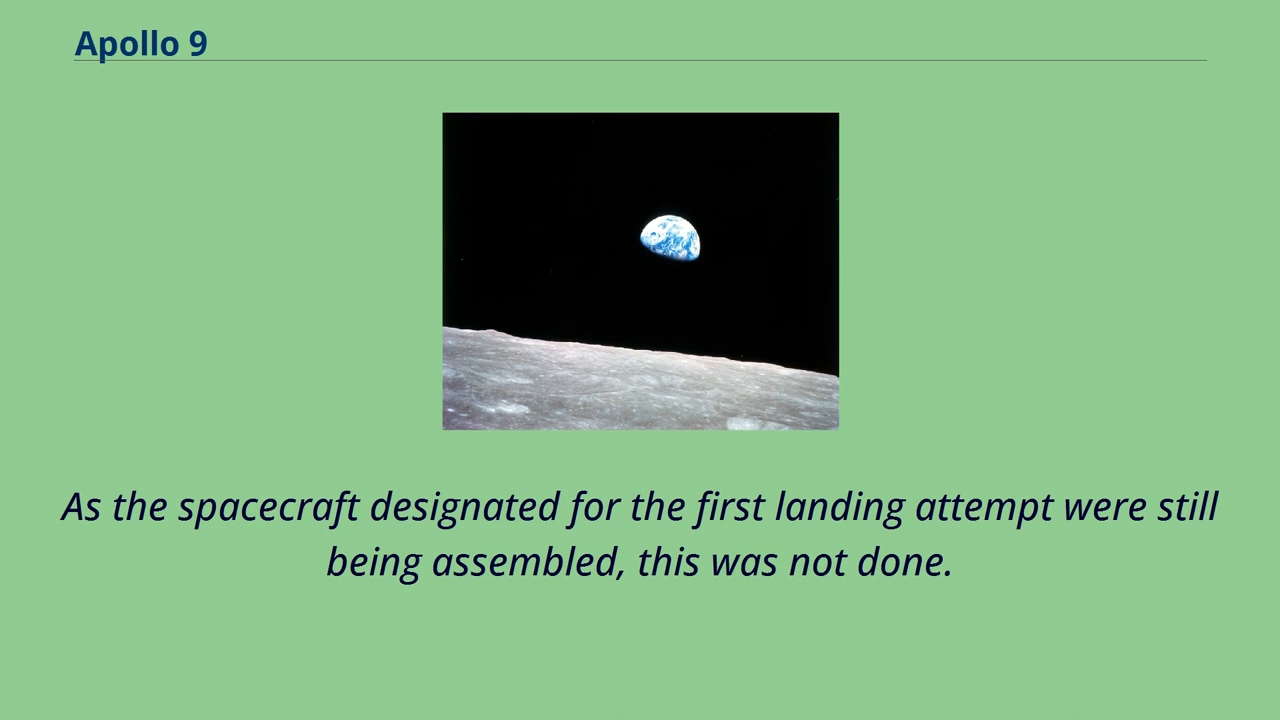 Apollo 9
As the spacecraft designated for the first landing attempt were still
being assembled, this was not done.